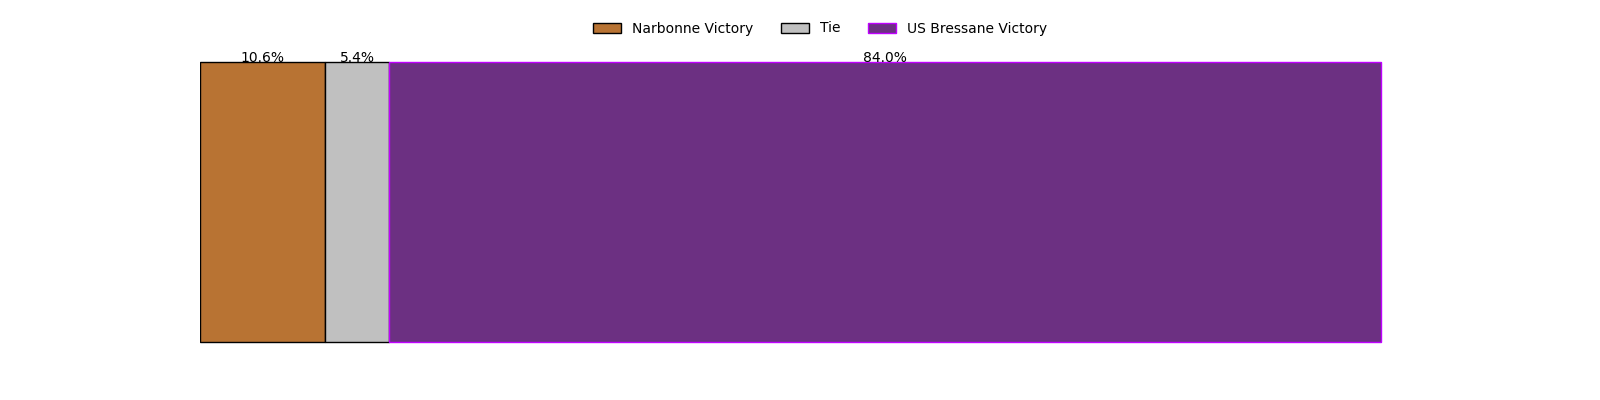 Narbonne Victory Tie US Bressane Victory
10.6% 5.4% 84.0%